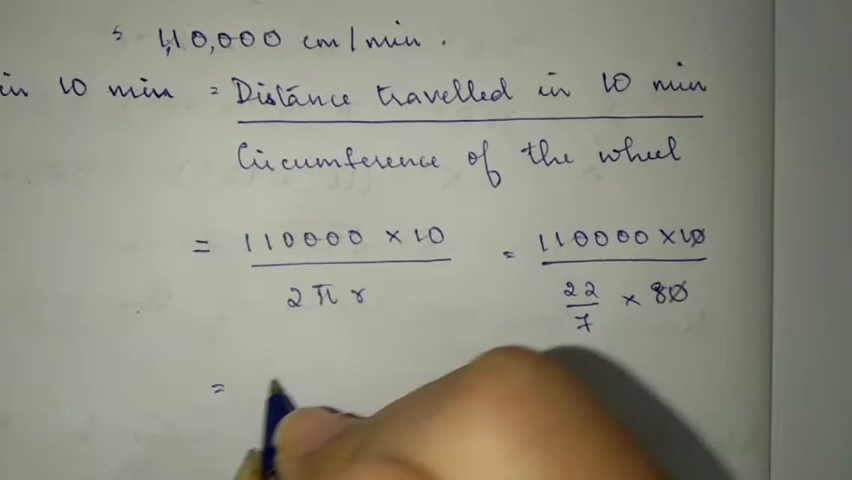 = 1,10,000 cm/min.
in 10 min = Distance travelled in 10 min
Circumference of the wheel
= 110000 × 10 = 110000 × 10
2 π r 22/7 × 80
=